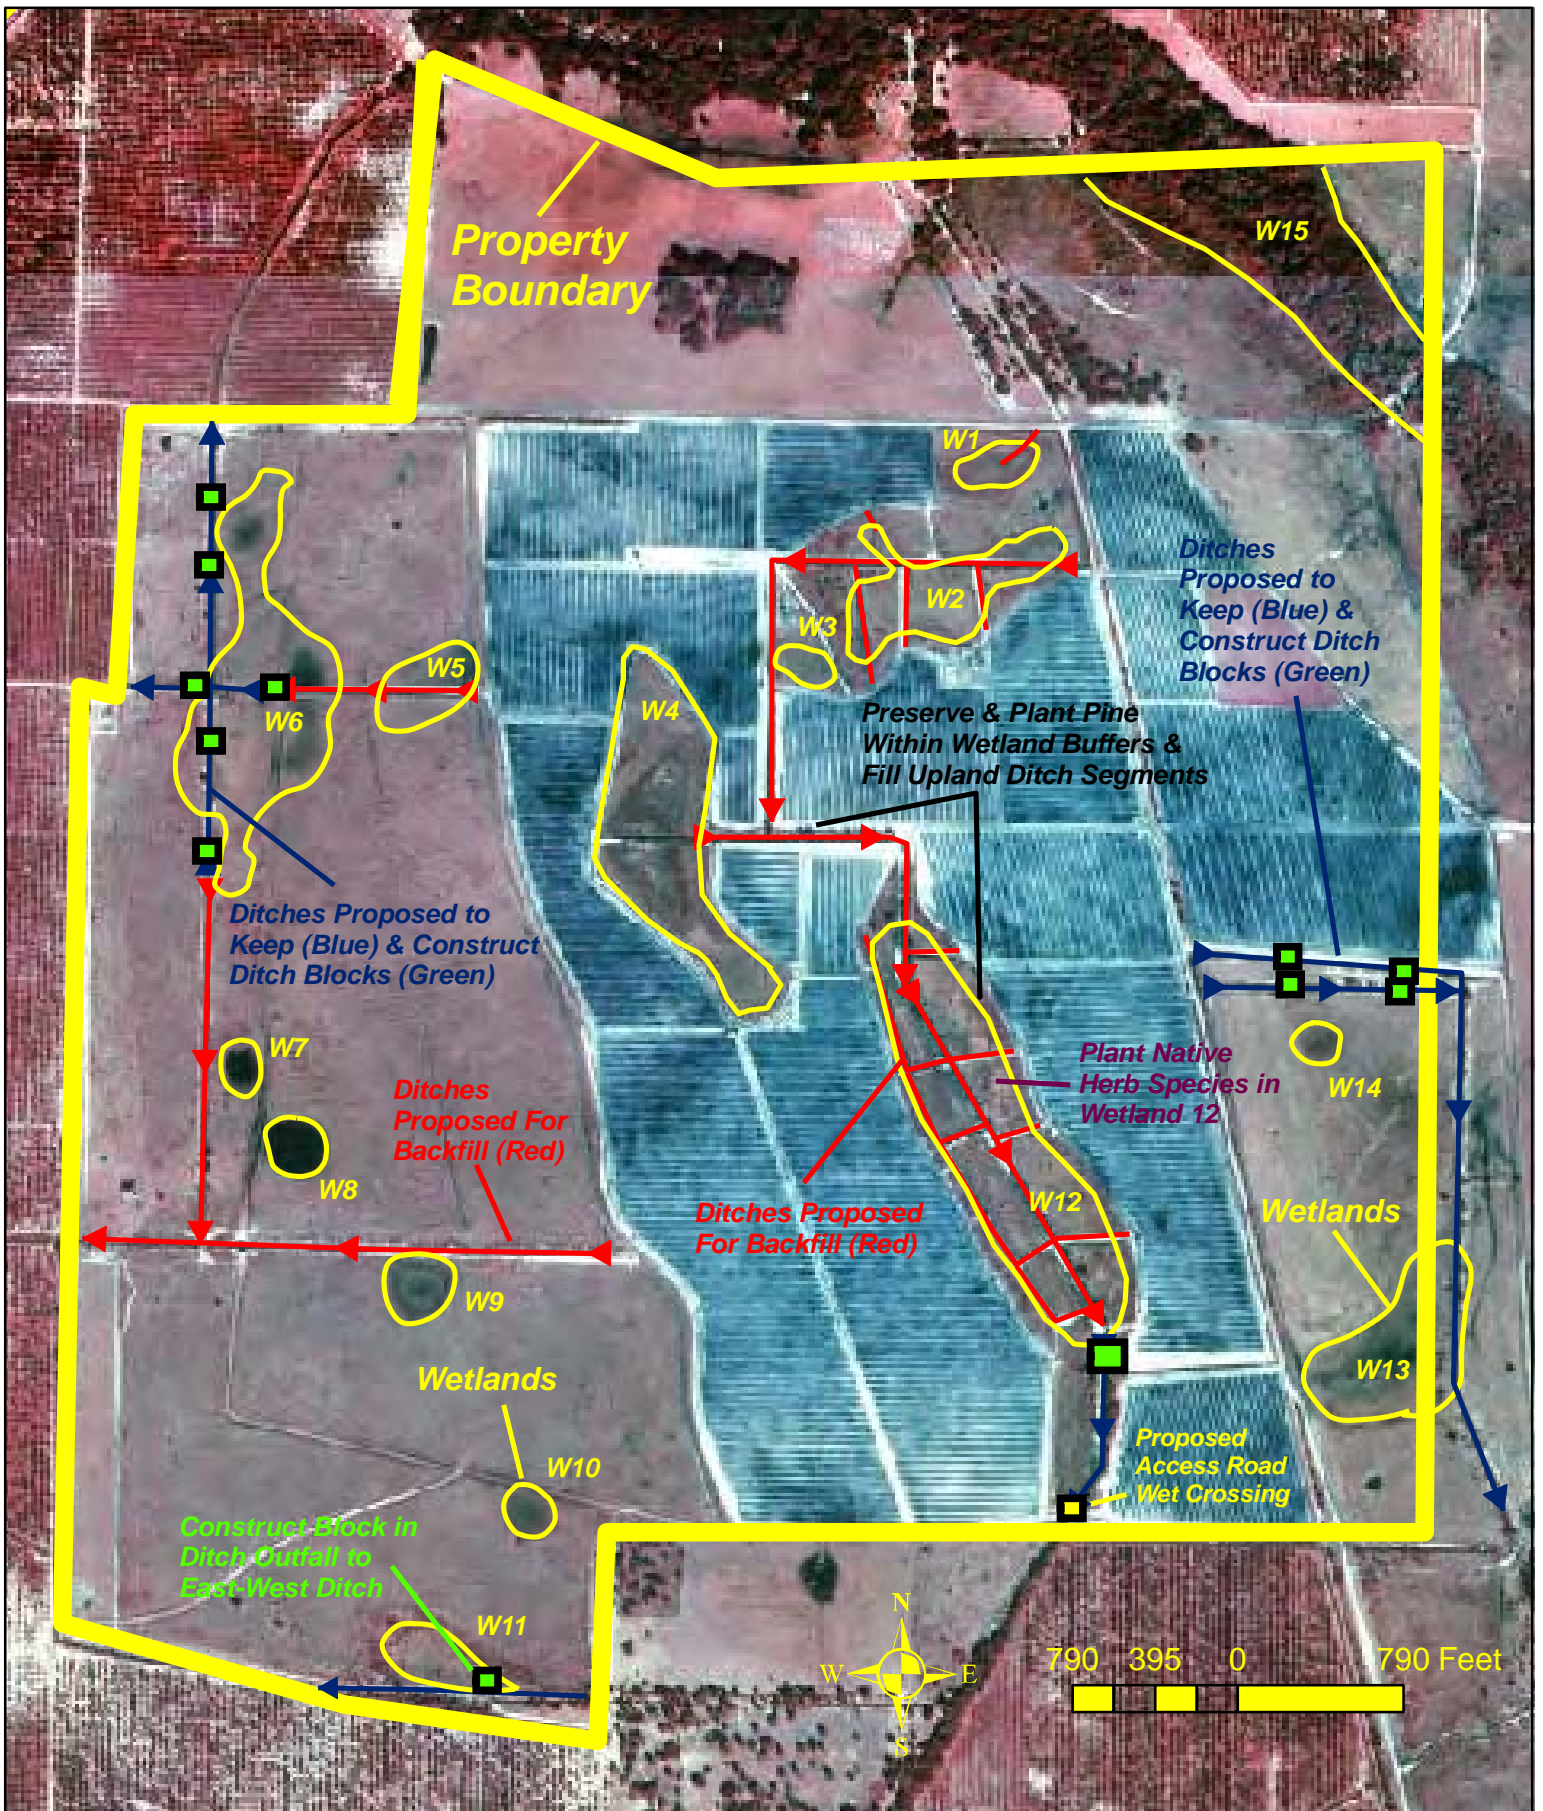 Property
Boundary
W15
W1
Ditches
Proposed to
Keep (Blue) &
Construct Ditch
Blocks (Green)
W2
W3
W5
W4
W6
Preserve & Plant Pine
Within Wetland Buffers &
Fill Upland Ditch Segments
Ditches Proposed to
Keep (Blue) & Construct
Ditch Blocks (Green)
W7
Plant Native
Herb Species in
Wetland 12
W14
Ditches
Proposed For
Backfill (Red)
W8
W12
Ditches Proposed
For Backfill (Red)
Wetlands
W9
Wetlands
W13
Proposed
Access Road
Wet Crossing
W10
Construct Block in
Ditch Outfall to
East-West Ditch
W11
N
W E
S
790 395 0 790 Feet